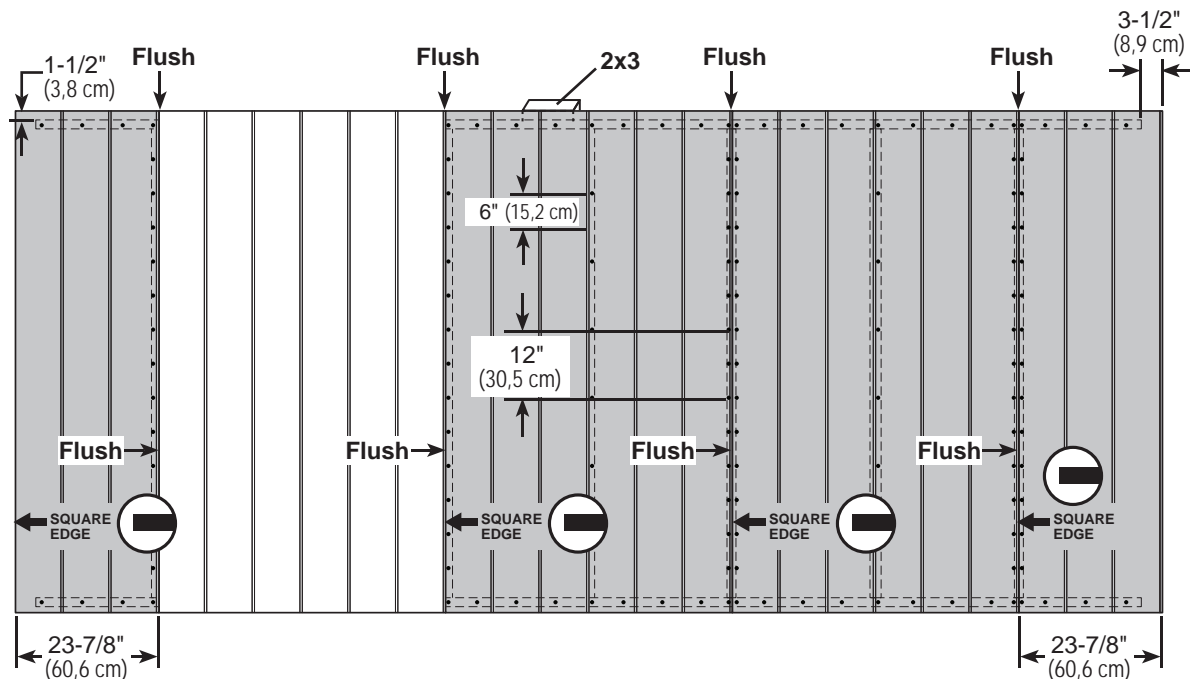 3-1/2"
(8,9 cm)
1-1/2"
(3,8 cm)
Flush
Flush
2x3
Flush
Flush
6" (15,2 cm)
12"
(30,5 cm)
Flush
Flush
Flush
Flush
SQUARE
EDGE
SQUARE
EDGE
SQUARE
EDGE
SQUARE
EDGE
23-7/8"
(60,6 cm)
23-7/8"
(60,6 cm)